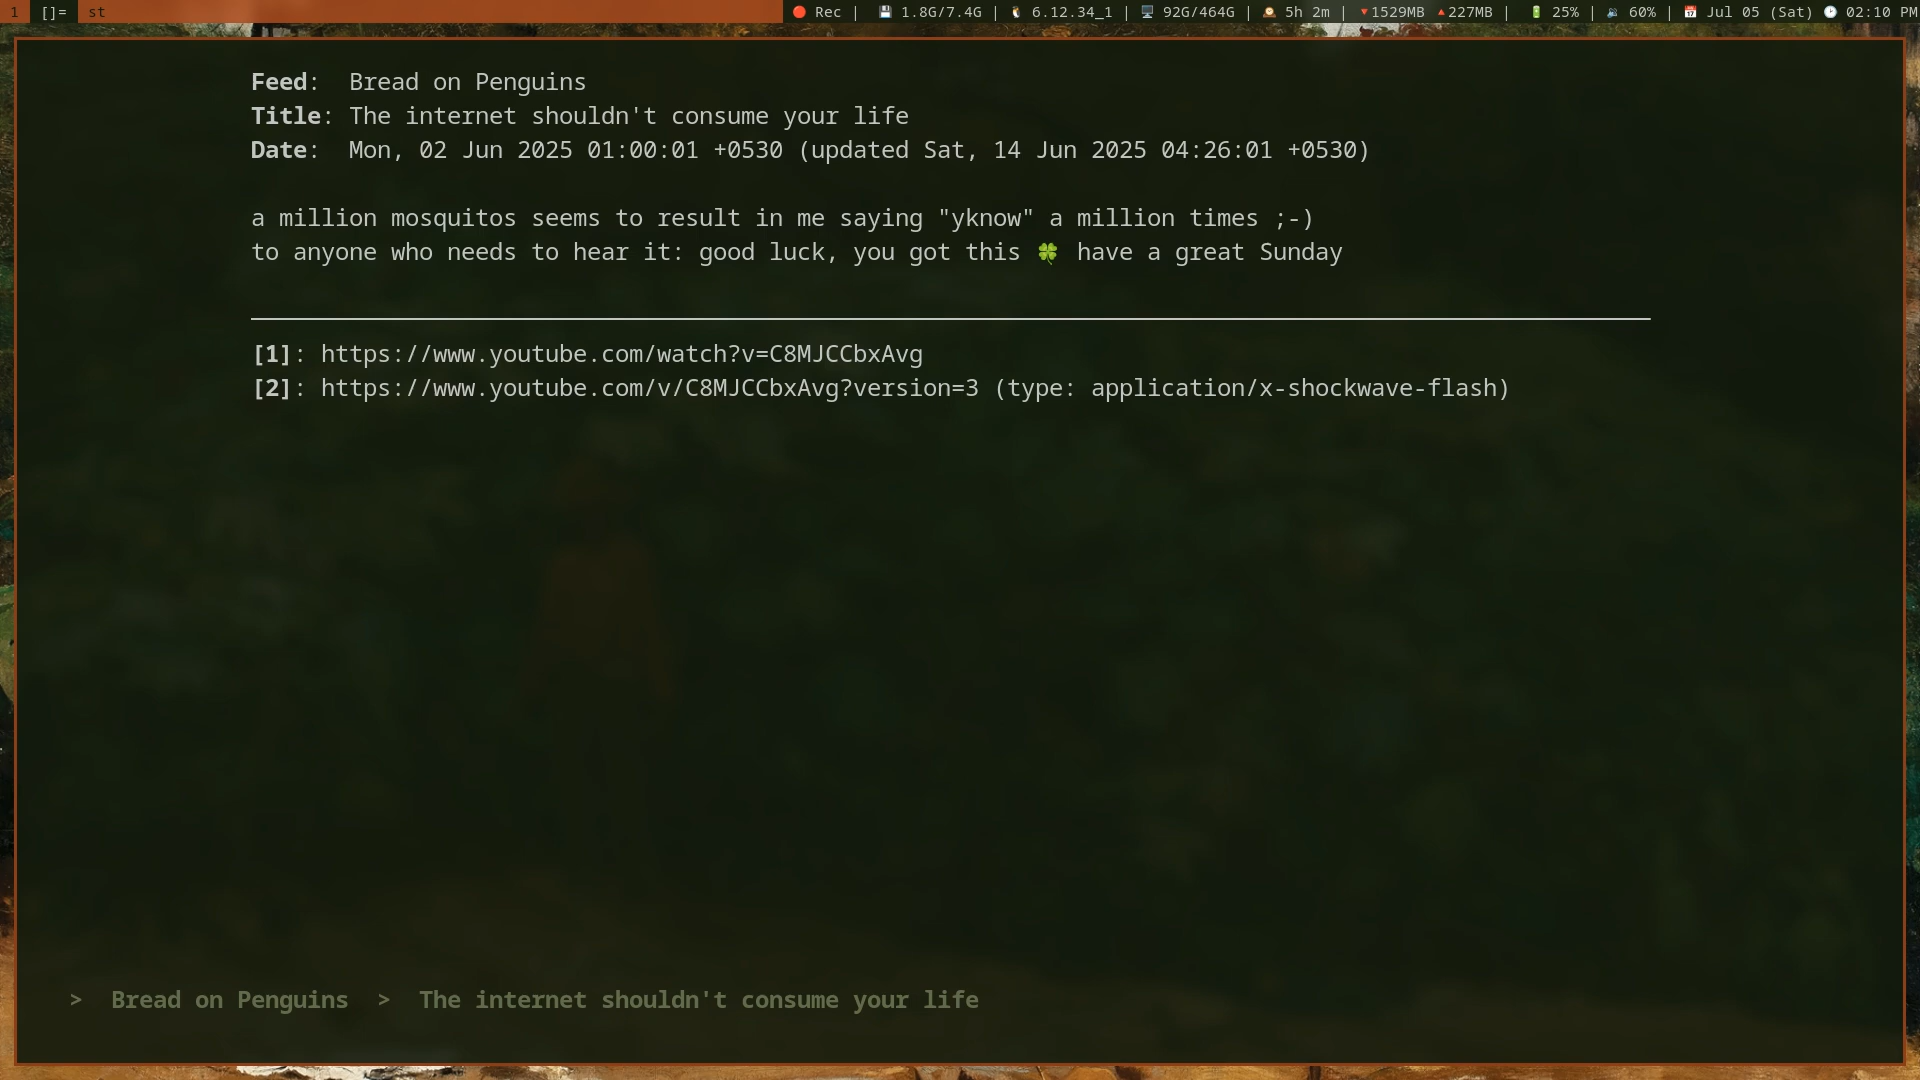 1 []= st 🔴 Rec | 💾 1.8G/7.4G | 🐧 6.12.34_1 | 🖥️ 92G/464G | 🕰️ 5h 2m | 🔻1529MB 🔺227MB | 🔋 25% | 🔉 60% | 📅 Jul 05 (Sat) 🕑 02:10 PM
Feed: Bread on Penguins
Title: The internet shouldn't consume your life
Date: Mon, 02 Jun 2025 01:00:01 +0530 (updated Sat, 14 Jun 2025 04:26:01 +0530)
a million mosquitos seems to result in me saying "yknow" a million times ;-)
to anyone who needs to hear it: good luck, you got this 🍀 have a great Sunday
[1]: https://www.youtube.com/watch?v=C8MJCCbxAvg
[2]: https://www.youtube.com/v/C8MJCCbxAvg?version=3 (type: application/x-shockwave-flash)
> Bread on Penguins > The internet shouldn't consume your life